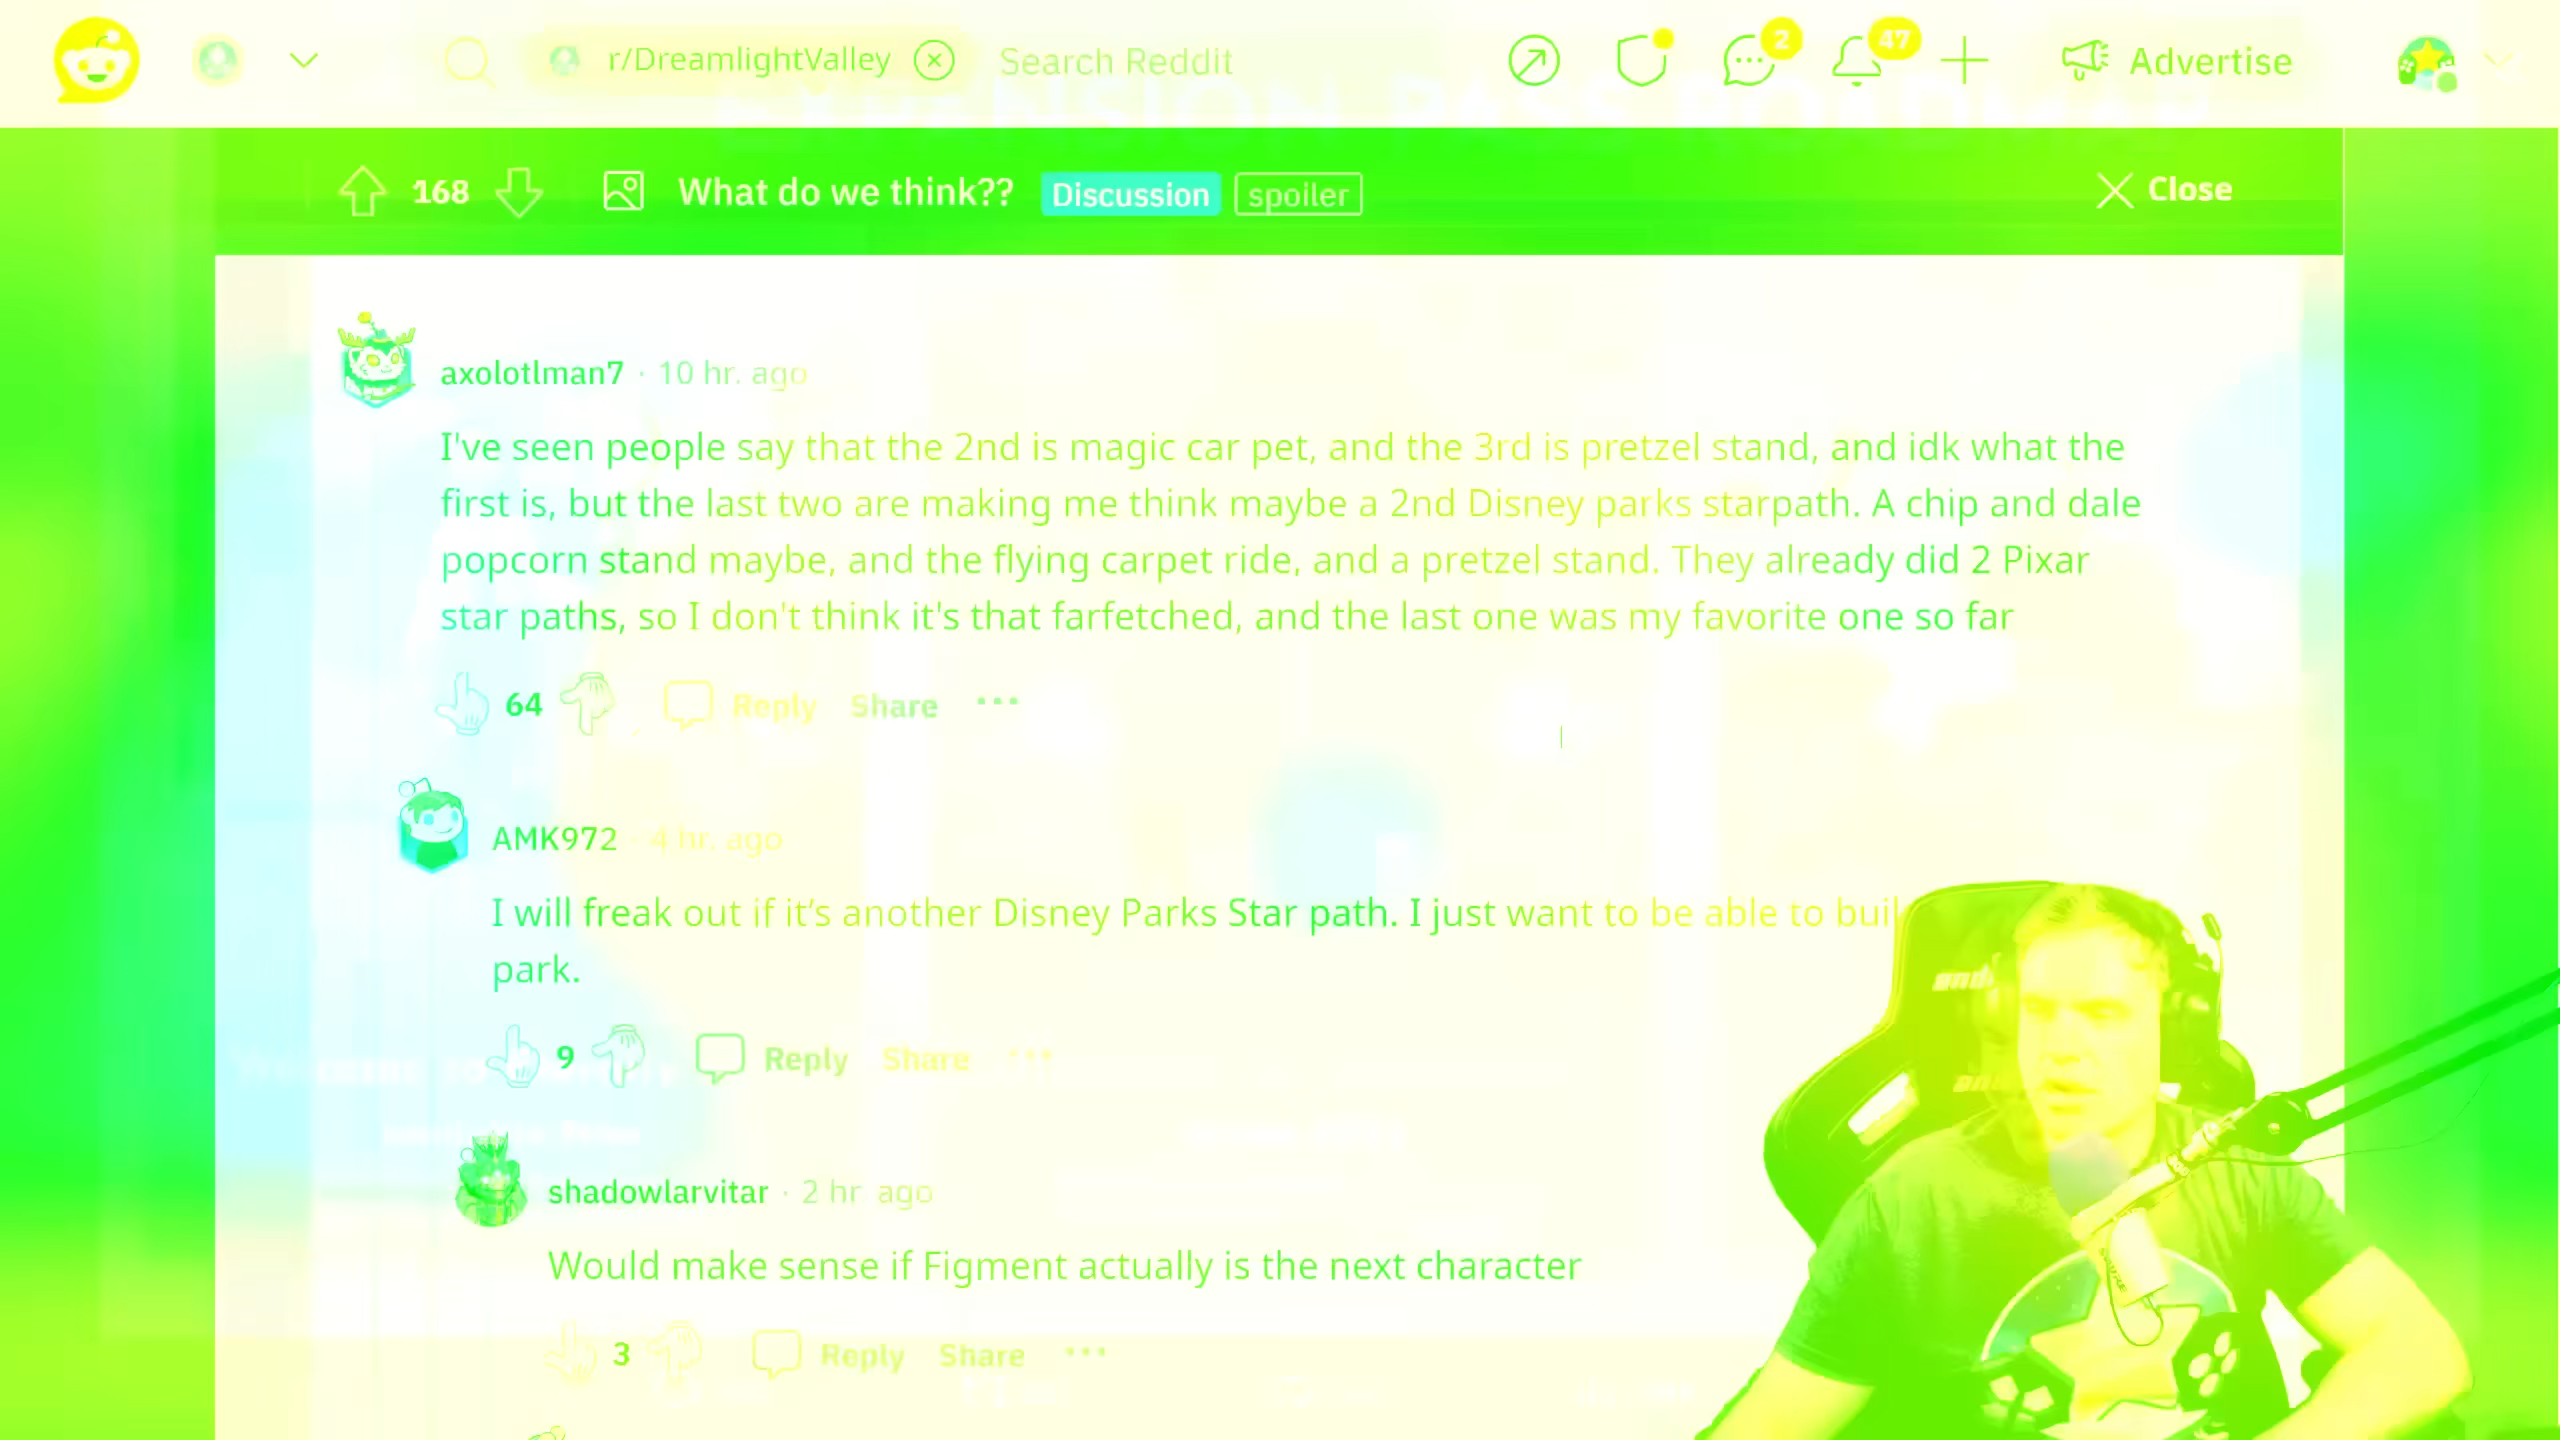 r/DreamlightValley
Search Reddit
2
47
Advertise
EXPANSION PASS ROADMAP
168
What do we think??
Discussion
spoiler
Close
axolotlman7 · 10 hr. ago
I've seen people say that the 2nd is magic car pet, and the 3rd is pretzel stand, and idk what the
first is, but the last two are making me think maybe a 2nd Disney parks starpath. A chip and dale
popcorn stand maybe, and the flying carpet ride, and a pretzel stand. They already did 2 Pixar
star paths, so I don't think it's that farfetched, and the last one was my favorite one so far
64
Reply
Share
AMK972 · 4 hr. ago
I will freak out if it’s another Disney Parks Star path. I just want to be able to buil
park.
9
Reply
Share
shadowlarvitar · 2 hr ago
Would make sense if Figment actually is the next character
3
Reply
Share